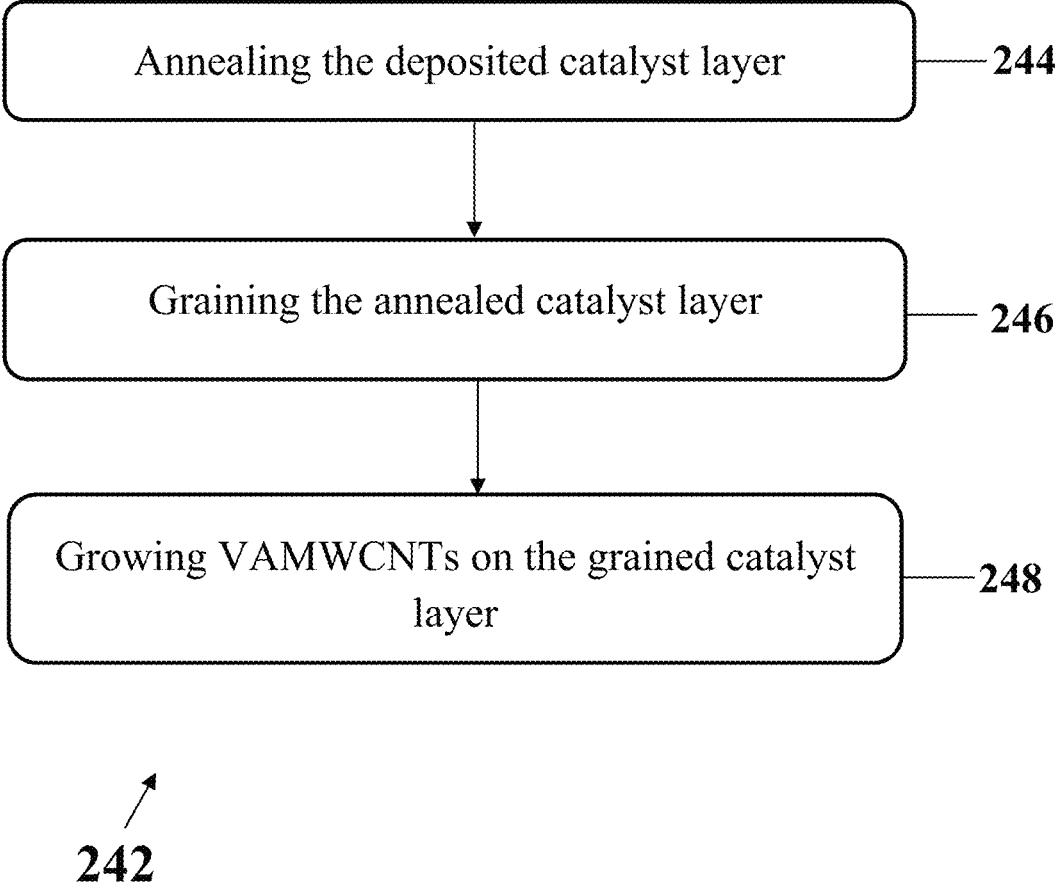 Annealing the deposited catalyst layer
244
Graining the annealed catalyst layer
246
Growing VAMWCNTs on the grained catalyst
layer
248
242